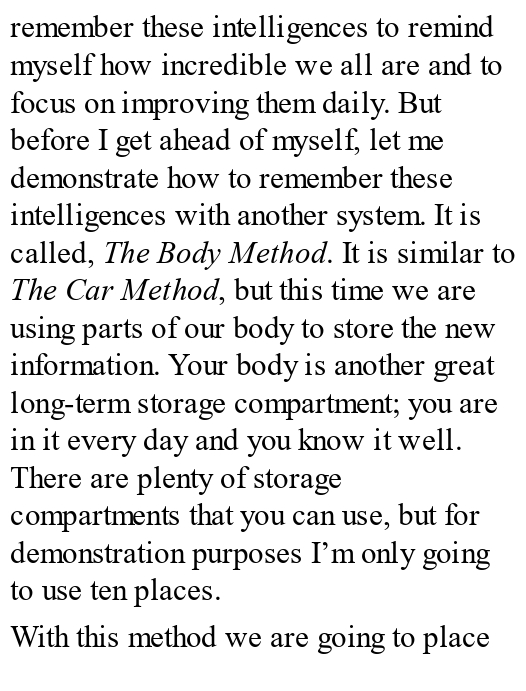 remember these intelligences to remind
myself how incredible we all are and to
focus on improving them daily. But
before I get ahead of myself, let me
demonstrate how to remember these
intelligences with another system. It is
called, The Body Method. It is similar to
The Car Method, but this time we are
using parts of our body to store the new
information. Your body is another great
long-term storage compartment; you are
in it every day and you know it well.
There are plenty of storage
compartments that you can use, but for
demonstration purposes I’m only going
to use ten places.
With this method we are going to place